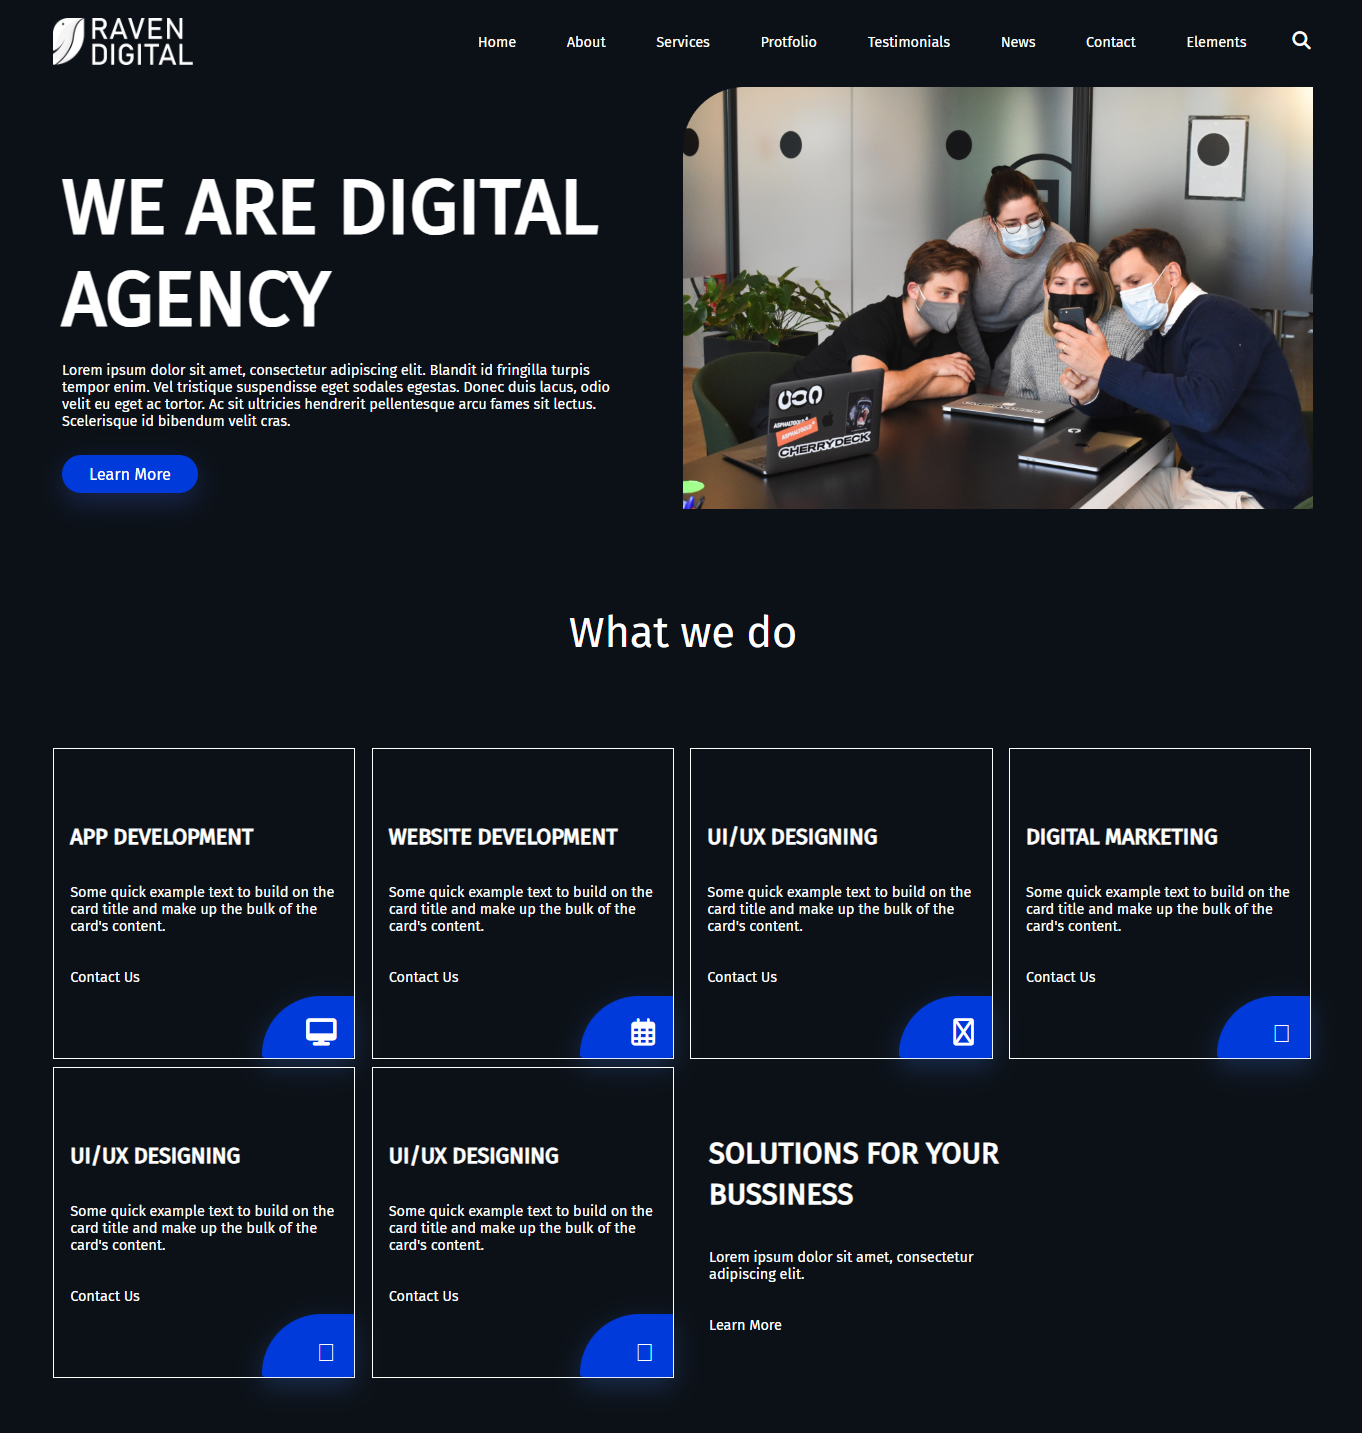 RAVEN
DIGITAL
Home About Services Protfolio Testimonials News Contact Elements
WE ARE DIGITAL
AGENCY
Lorem ipsum dolor sit amet, consectetur adipiscing elit. Blandit id fringilla turpis
tempor enim. Vel tristique suspendisse eget sodales egestas. Donec duis lacus, odio
velit eu eget ac tortor. Ac sit ultricies hendrerit pellentesque arcu fames sit lectus.
Scelerisque id bibendum velit cras.
Learn More
ASPHALTGOLD
CHERRYDECK
What we do
APP DEVELOPMENT
Some quick example text to build on the
card title and make up the bulk of the
card's content.
Contact Us
WEBSITE DEVELOPMENT
Some quick example text to build on the
card title and make up the bulk of the
card's content.
Contact Us
UI/UX DESIGNING
Some quick example text to build on the
card title and make up the bulk of the
card's content.
Contact Us
DIGITAL MARKETING
Some quick example text to build on the
card title and make up the bulk of the
card's content.
Contact Us
UI/UX DESIGNING
Some quick example text to build on the
card title and make up the bulk of the
card's content.
Contact Us
UI/UX DESIGNING
Some quick example text to build on the
card title and make up the bulk of the
card's content.
Contact Us
SOLUTIONS FOR YOUR
BUSSINESS
Lorem ipsum dolor sit amet, consectetur
adipiscing elit.
Learn More